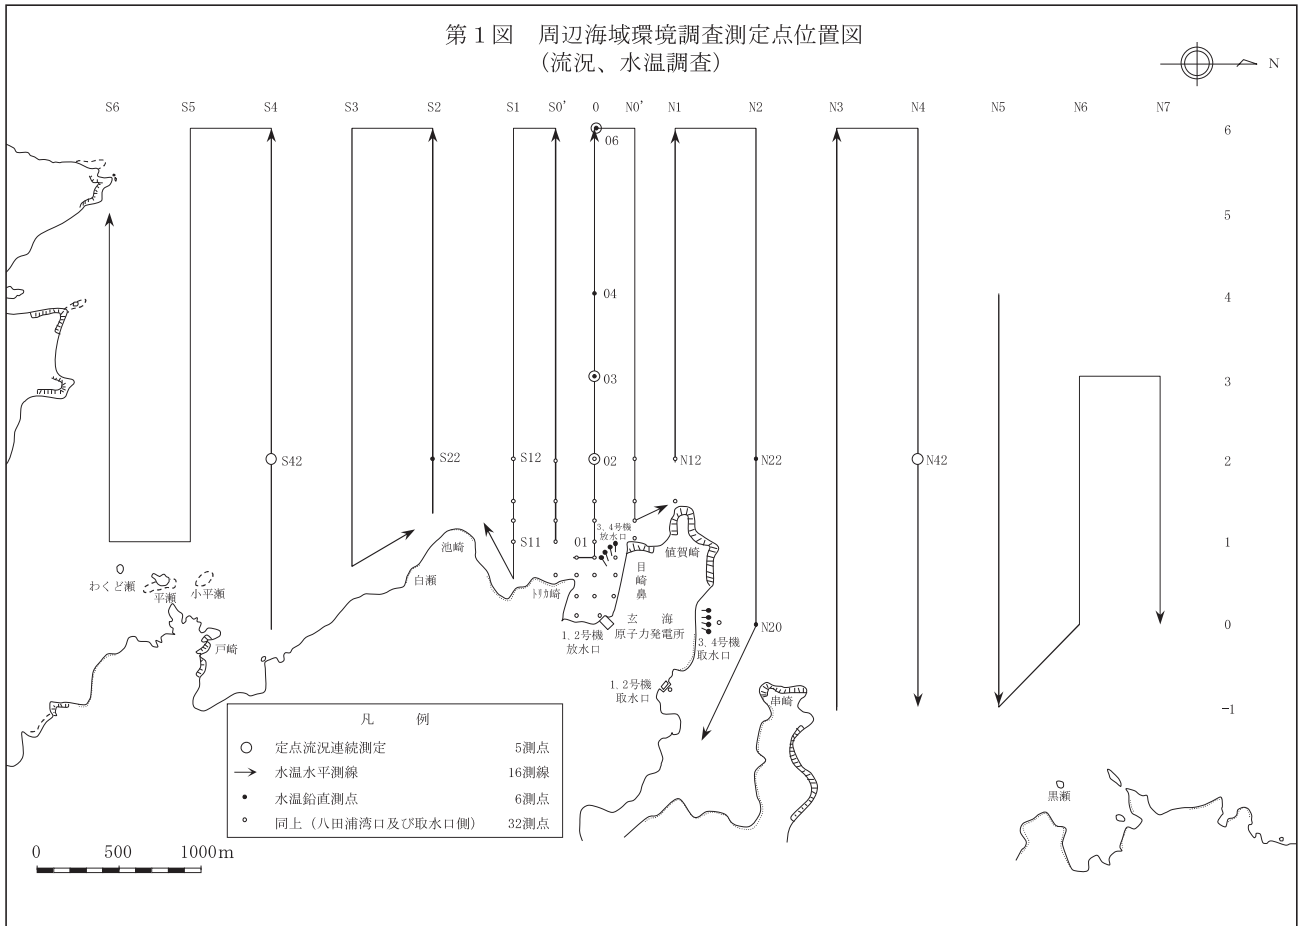 第１図　周辺海域環境調査測定点位置図
(流況、水温調査)
N
S6 S5 S4 S3 S2 S1 S0' 0 N0' N1 N2 N3 N4 N5 N6 N7
6
06
5
4
04
3
03
2
S42
S22
S12
02
N12
N22
N42
3, 4号機
放水口
1
S11
01
池崎
値賀崎
目崎鼻
わくど瀬
平瀬
小平瀬
白瀬
ﾄﾘｶ崎
玄　海
原子力発電所
0
N20
戸崎
1, 2号機
放水口
3, 4号機
取水口
1, 2号機
取水口
串崎
−1
凡　例
定点流況連続測定 5測点
水温水平測線 16測線
水温鉛直測点 6測点
同上（八田浦湾口及び取水口側） 32測点
黒瀬
0 500 1000m